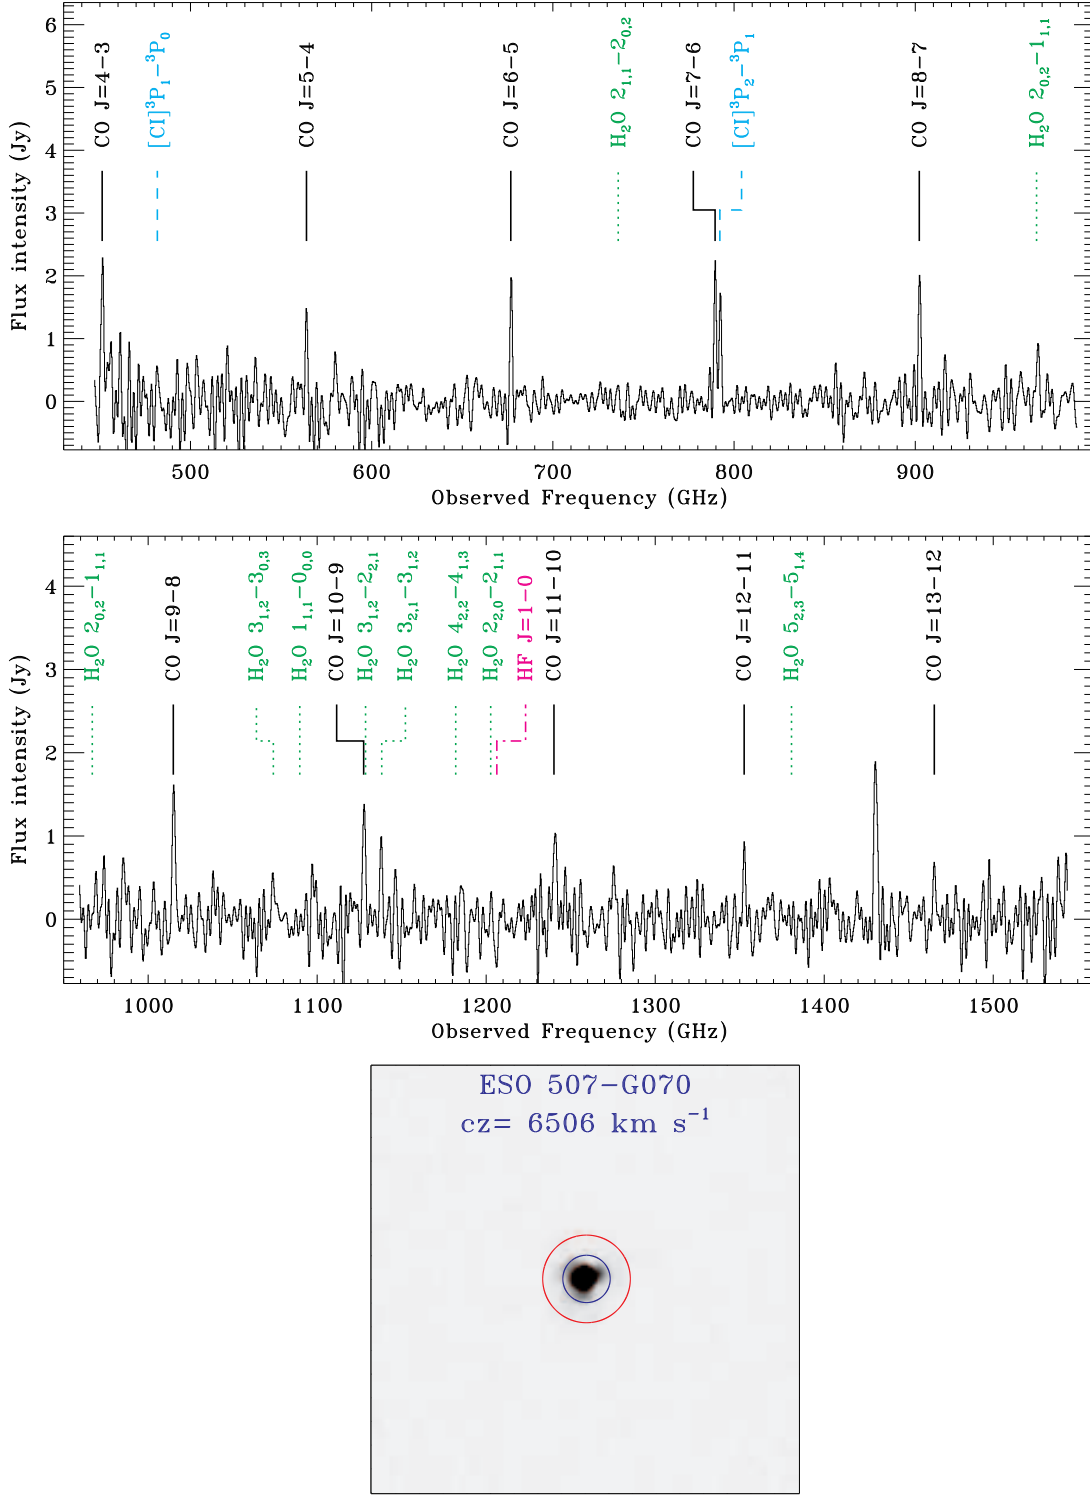 CO J=4−3
[CI]³P₁−³P₀
CO J=5−4
CO J=6−5
H₂O 2₁,₁−2₀,₂
CO J=7−6
[CI]³P₂−³P₁
CO J=8−7
H₂O 2₀,₂−1₁,₁
Flux intensity (Jy)
6
5
4
3
2
1
0
500 600 700 800 900
Observed Frequency (GHz)
H₂O 2₀,₂−1₁,₁
CO J=9−8
H₂O 3₁,₂−3₀,₃
H₂O 1₁,₁−0₀,₀
CO J=10−9
H₂O 3₁,₂−2₂,₁
H₂O 3₂,₁−3₁,₂
H₂O 4₂,₂−4₁,₃
H₂O 2₂,₀−2₁,₁
HF J=1−0
CO J=11−10
CO J=12−11
H₂O 5₂,₃−5₁,₄
CO J=13−12
Flux intensity (Jy)
4
3
2
1
0
1000 1100 1200 1300 1400 1500
Observed Frequency (GHz)
ESO 507−G070
cz= 6506 km s⁻¹